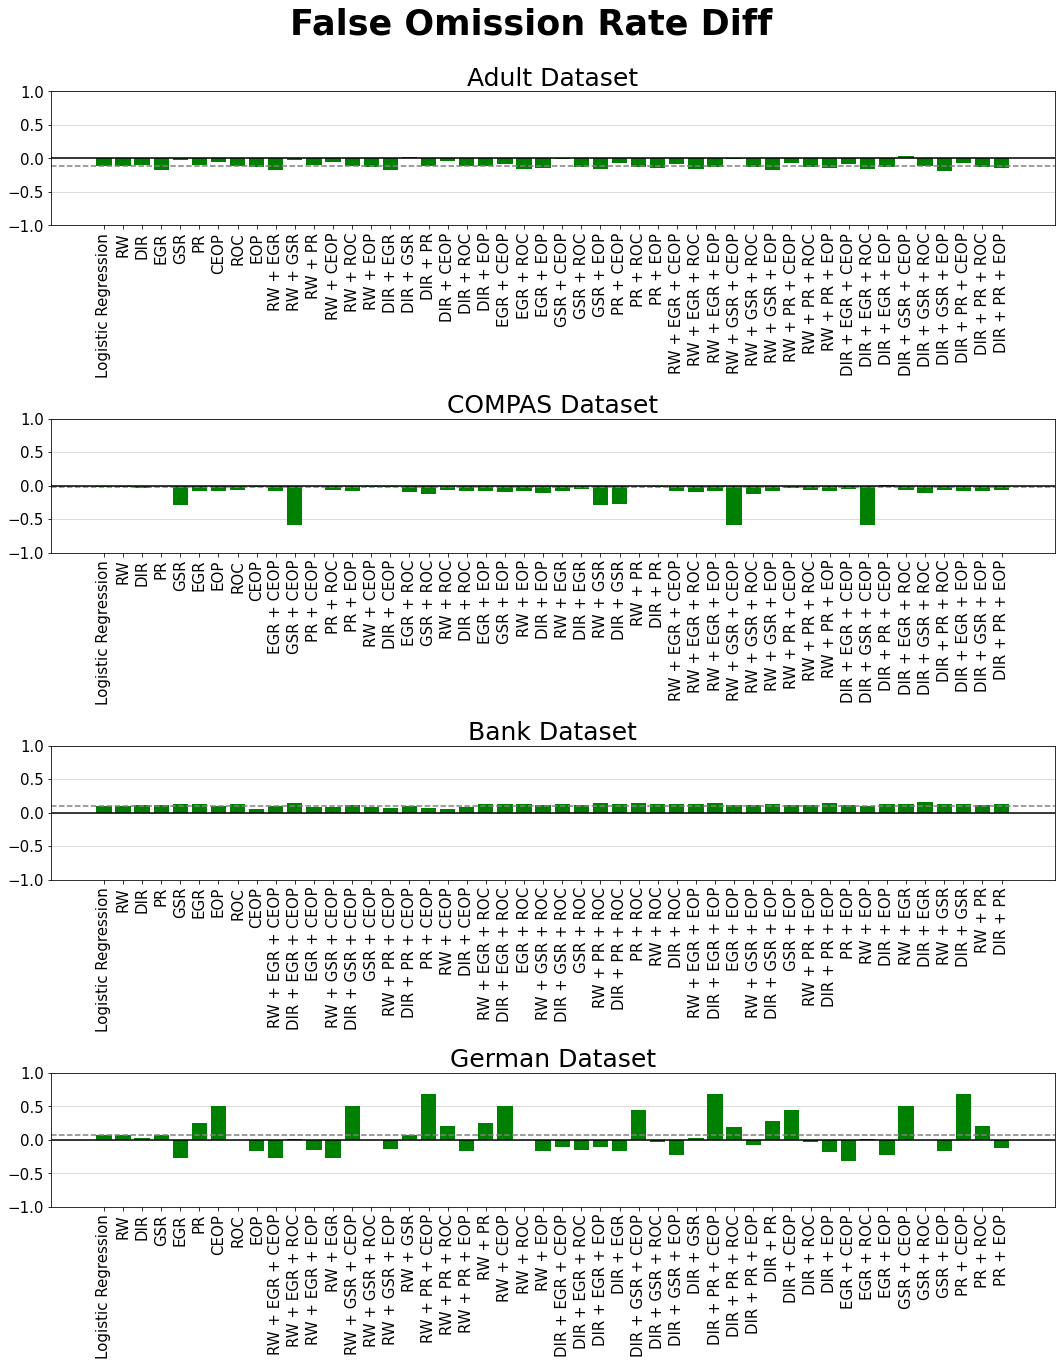 False Omission Rate Diff
Adult Dataset
1.0
0.5
0.0
−0.5
−1.0
Logistic Regression
RW
DIR
EGR
GSR
PR
CEOP
ROC
EOP
RW + EGR
RW + GSR
RW + PR
RW + CEOP
RW + ROC
RW + EOP
DIR + EGR
DIR + GSR
DIR + PR
DIR + CEOP
DIR + ROC
DIR + EOP
EGR + CEOP
EGR + ROC
EGR + EOP
GSR + CEOP
GSR + ROC
GSR + EOP
PR + CEOP
PR + ROC
PR + EOP
RW + EGR + CEOP
RW + EGR + ROC
RW + EGR + EOP
RW + GSR + CEOP
RW + GSR + ROC
RW + GSR + EOP
RW + PR + CEOP
RW + PR + ROC
RW + PR + EOP
DIR + EGR + CEOP
DIR + EGR + ROC
DIR + EGR + EOP
DIR + GSR + CEOP
DIR + GSR + ROC
DIR + GSR + EOP
DIR + PR + CEOP
DIR + PR + ROC
DIR + PR + EOP
COMPAS Dataset
1.0
0.5
0.0
−0.5
−1.0
Logistic Regression
RW
DIR
PR
GSR
EGR
EOP
ROC
CEOP
EGR + CEOP
GSR + CEOP
PR + CEOP
PR + ROC
PR + EOP
RW + CEOP
DIR + CEOP
EGR + ROC
GSR + ROC
RW + ROC
DIR + ROC
EGR + EOP
GSR + EOP
RW + EOP
DIR + EOP
RW + EGR
DIR + EGR
RW + GSR
DIR + GSR
RW + PR
DIR + PR
RW + EGR + CEOP
RW + EGR + ROC
RW + EGR + EOP
RW + GSR + CEOP
RW + GSR + ROC
RW + GSR + EOP
RW + PR + CEOP
RW + PR + ROC
RW + PR + EOP
DIR + EGR + CEOP
DIR + GSR + CEOP
DIR + PR + CEOP
DIR + EGR + ROC
DIR + GSR + ROC
DIR + PR + ROC
DIR + EGR + EOP
DIR + GSR + EOP
DIR + PR + EOP
Bank Dataset
1.0
0.5
0.0
−0.5
−1.0
Logistic Regression
RW
DIR
PR
GSR
EGR
EOP
ROC
CEOP
RW + EGR + CEOP
DIR + EGR + CEOP
EGR + CEOP
RW + GSR + CEOP
DIR + GSR + CEOP
GSR + CEOP
RW + PR + CEOP
DIR + PR + CEOP
PR + CEOP
RW + CEOP
DIR + CEOP
RW + EGR + ROC
DIR + EGR + ROC
EGR + ROC
RW + GSR + ROC
DIR + GSR + ROC
GSR + ROC
RW + PR + ROC
DIR + PR + ROC
PR + ROC
RW + ROC
DIR + ROC
RW + EGR + EOP
DIR + EGR + EOP
EGR + EOP
RW + GSR + EOP
DIR + GSR + EOP
GSR + EOP
RW + PR + EOP
DIR + PR + EOP
PR + EOP
RW + EOP
DIR + EOP
RW + EGR
DIR + EGR
RW + GSR
DIR + GSR
RW + PR
DIR + PR
German Dataset
1.0
0.5
0.0
−0.5
−1.0
Logistic Regression
RW
DIR
GSR
EGR
PR
CEOP
ROC
EOP
RW + EGR + CEOP
RW + EGR + ROC
RW + EGR + EOP
RW + EGR
RW + GSR + CEOP
RW + GSR + ROC
RW + GSR + EOP
RW + GSR
RW + PR + CEOP
RW + PR + ROC
RW + PR + EOP
RW + PR
RW + CEOP
RW + ROC
RW + EOP
DIR + EGR + CEOP
DIR + EGR + ROC
DIR + EGR + EOP
DIR + EGR
DIR + GSR + CEOP
DIR + GSR + ROC
DIR + GSR + EOP
DIR + GSR
DIR + PR + CEOP
DIR + PR + ROC
DIR + PR + EOP
DIR + PR
DIR + CEOP
DIR + ROC
DIR + EOP
EGR + CEOP
EGR + ROC
EGR + EOP
GSR + CEOP
GSR + ROC
GSR + EOP
PR + CEOP
PR + ROC
PR + EOP